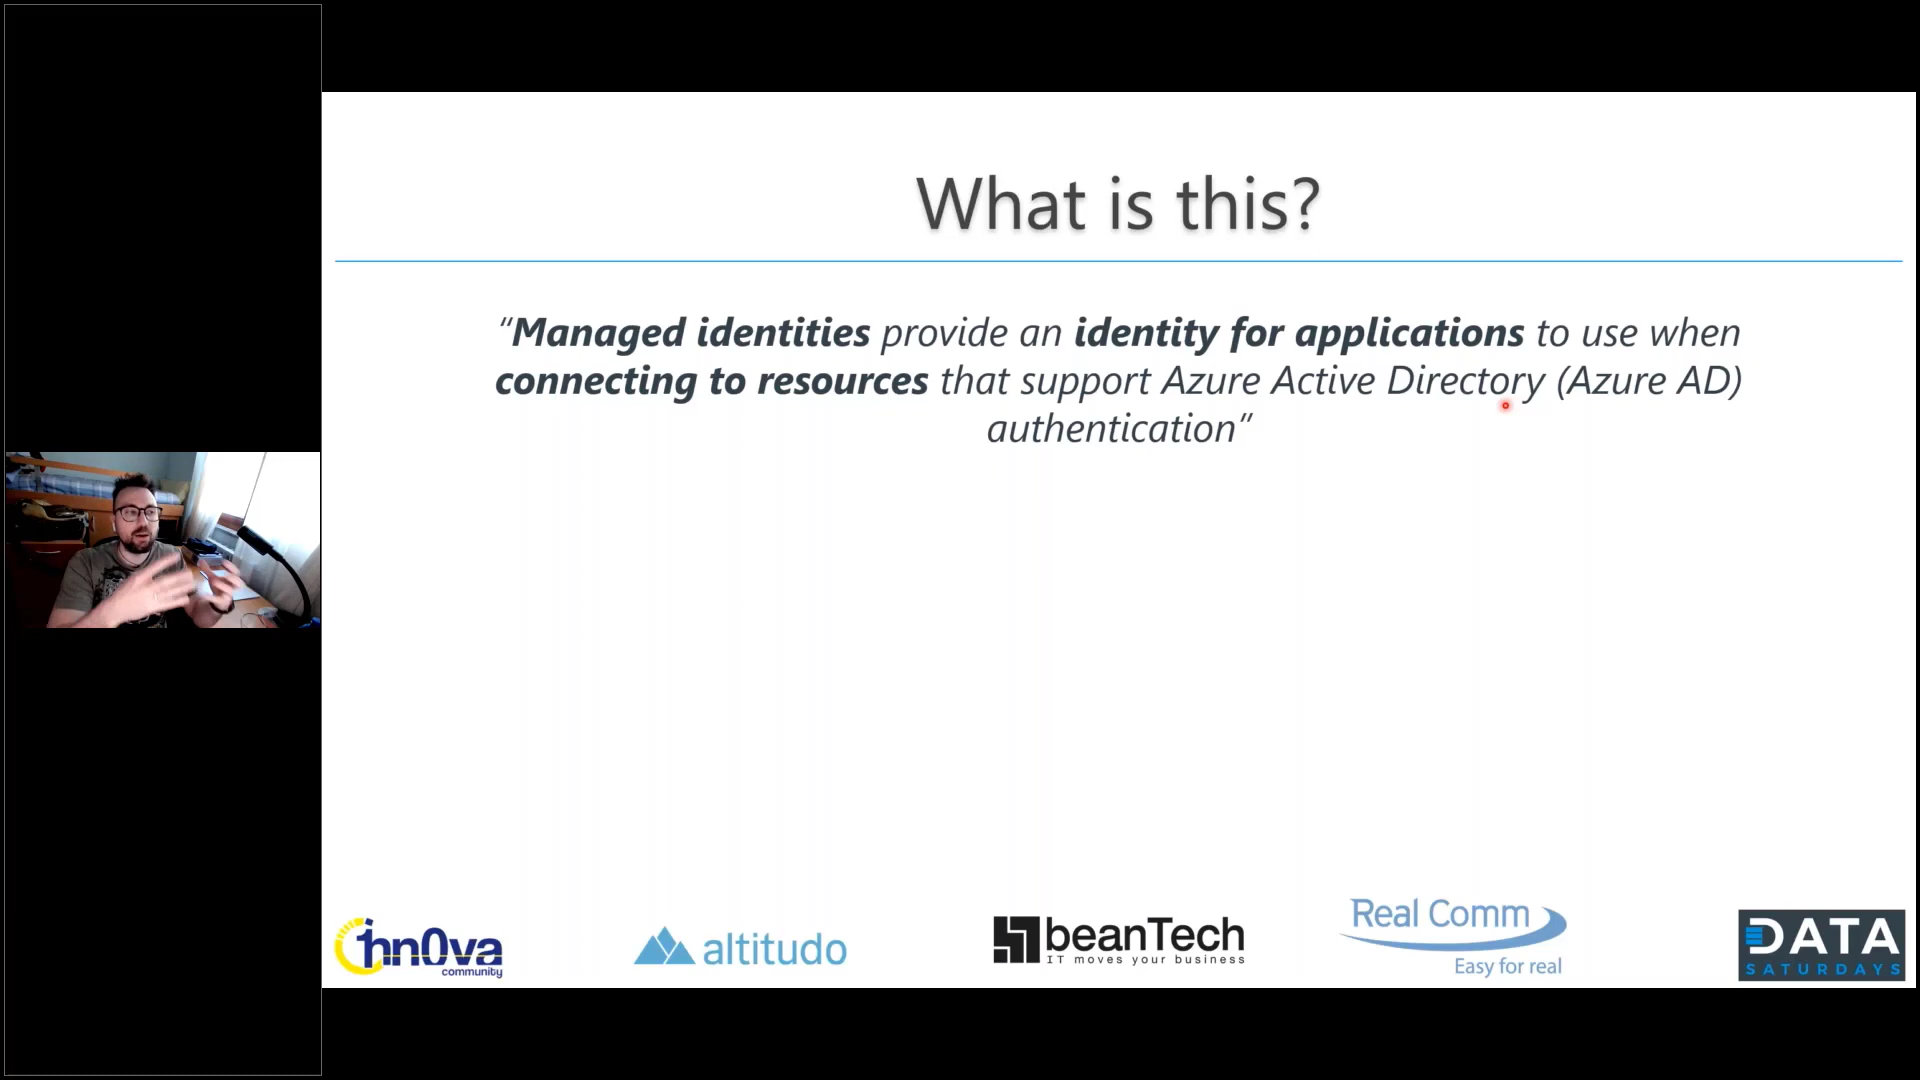 What is this?
“Managed identities provide an identity for applications to use when
connecting to resources that support Azure Active Directory (Azure AD)
authentication”
1nn0va
community
altitudo
beanTech
IT moves your business
Real Comm
Easy for real
DATA
SATURDAYS